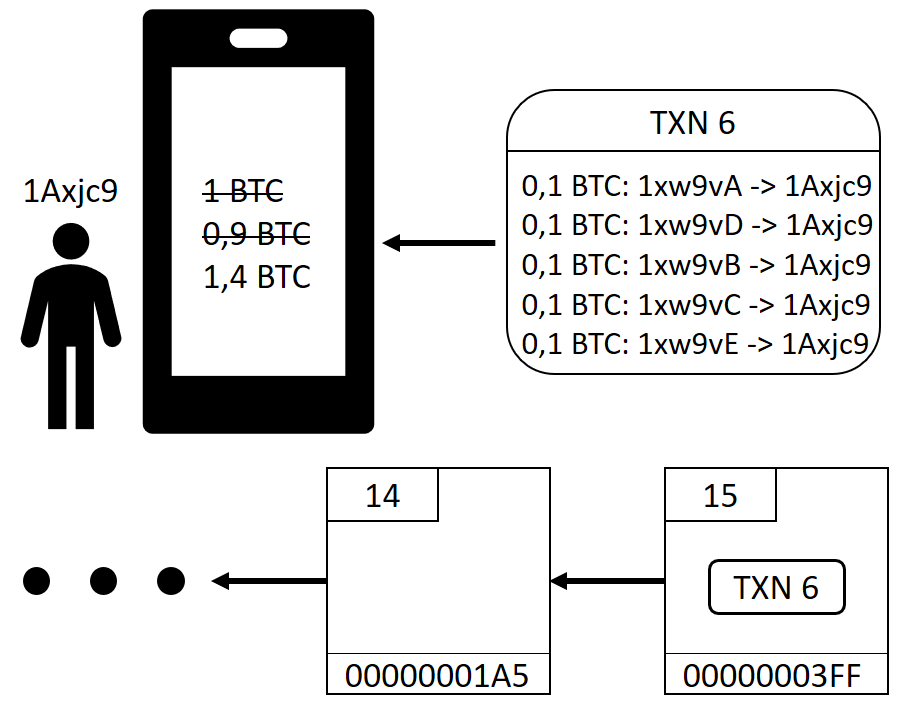 1Axjc9
1 BTC
0,9 BTC
1,4 BTC
TXN 6
0,1 BTC: 1xw9vA -> 1Axjc9
0,1 BTC: 1xw9vD -> 1Axjc9
0,1 BTC: 1xw9vB -> 1Axjc9
0,1 BTC: 1xw9vC -> 1Axjc9
0,1 BTC: 1xw9vE -> 1Axjc9
14
00000001A5
15
TXN 6
00000003FF